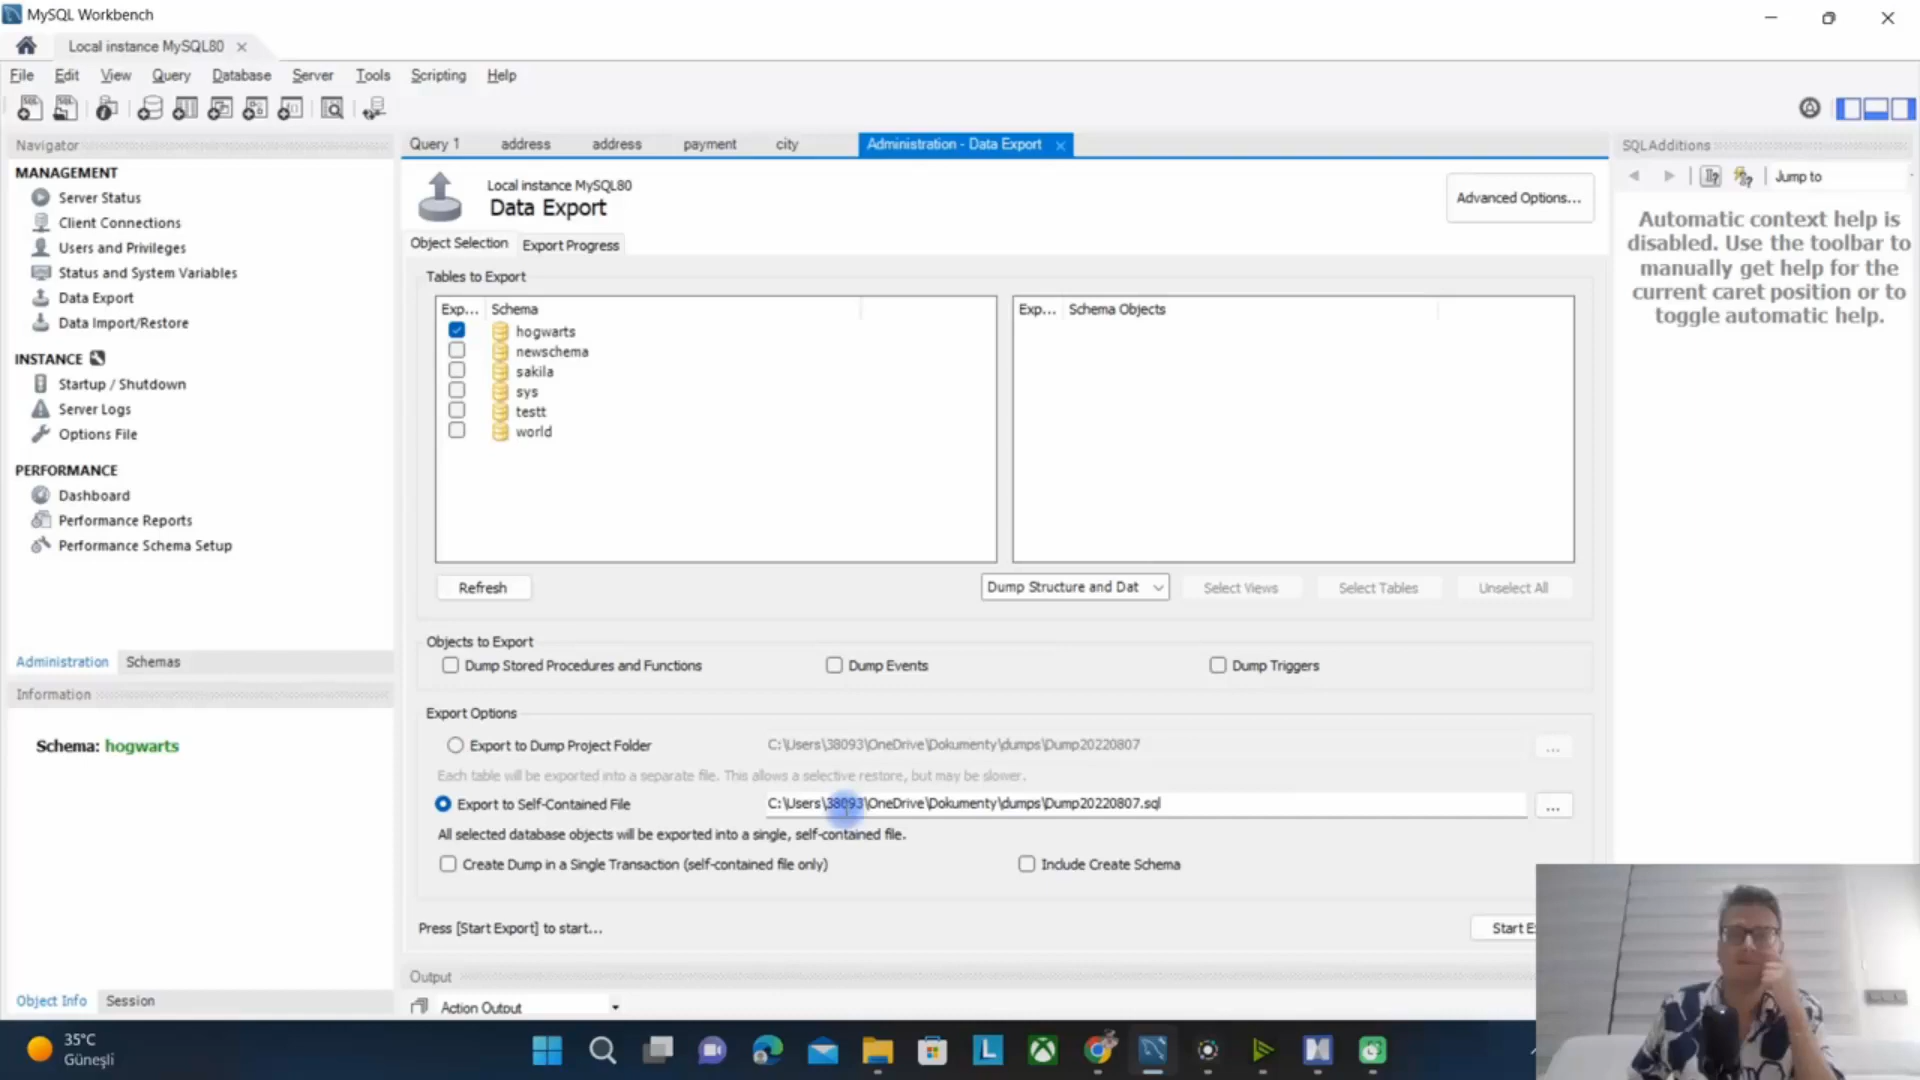 MySQL Workbench
Local instance MySQL80
File Edit View Query Database Server Tools Scripting Help
Navigator
MANAGEMENT
Server Status
Client Connections
Users and Privileges
Status and System Variables
Data Export
Data Import/Restore
INSTANCE
Startup / Shutdown
Server Logs
Options File
PERFORMANCE
Dashboard
Performance Reports
Performance Schema Setup
Administration Schemas
Information
Schema: hogwarts
Object Info Session
Query 1 address address payment city Administration - Data Export
Local instance MySQL80
Data Export
Advanced Options...
Object Selection Export Progress
Tables to Export
Exp... Schema
hogwarts
newschema
sakila
sys
testt
world
Exp... Schema Objects
Refresh
Dump Structure and Dat
Select Views
Select Tables
Unselect All
Objects to Export
Dump Stored Procedures and Functions
Dump Events
Dump Triggers
Export Options
Export to Dump Project Folder
C:\Users\38093\OneDrive\Dokumenty\dumps\Dump20220807
...
Each table will be exported into a separate file. This allows a selective restore, but may be slower.
Export to Self-Contained File
C:\Users\38093\OneDrive\Dokumenty\dumps\Dump20220807.sql
...
All selected database objects will be exported into a single, self-contained file.
Create Dump in a Single Transaction (self-contained file only)
Include Create Schema
Press [Start Export] to start...
Start E
Output
Action Output
SQLAdditions
Jump to
Automatic context help is
disabled. Use the toolbar to
manually get help for the
current caret position or to
toggle automatic help.
35°C
Güneşli